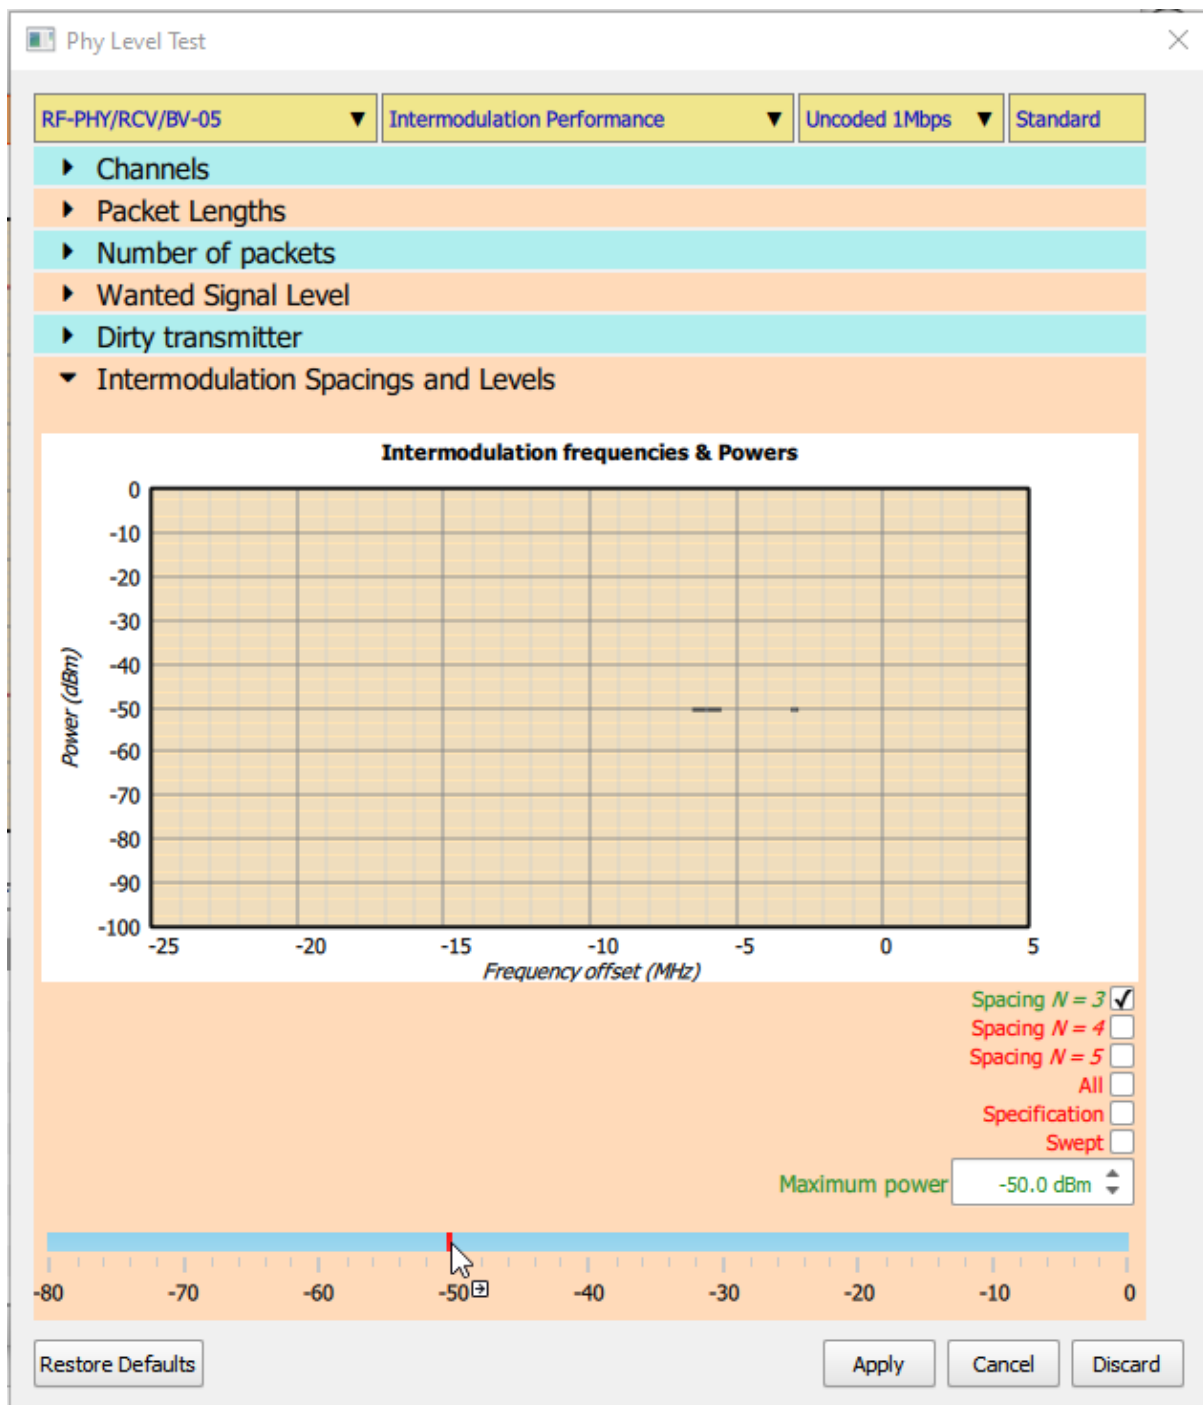 Phy Level Test
RF-PHY/RCV/BV-05 Intermodulation Performance Uncoded 1Mbps Standard
Channels
Packet Lengths
Number of packets
Wanted Signal Level
Dirty transmitter
Intermodulation Spacings and Levels
Intermodulation frequencies & Powers
0
-10
-20
-30
-40
-50
-60
-70
-80
-90
-100
Power (dBm)
-25 -20 -15 -10 -5 0 5
Frequency offset (MHz)
Spacing N = 3
Spacing N = 4
Spacing N = 5
All
Specification
Swept
Maximum power -50.0 dBm
-80 -70 -60 -50 -40 -30 -20 -10 0
Restore Defaults Apply Cancel Discard